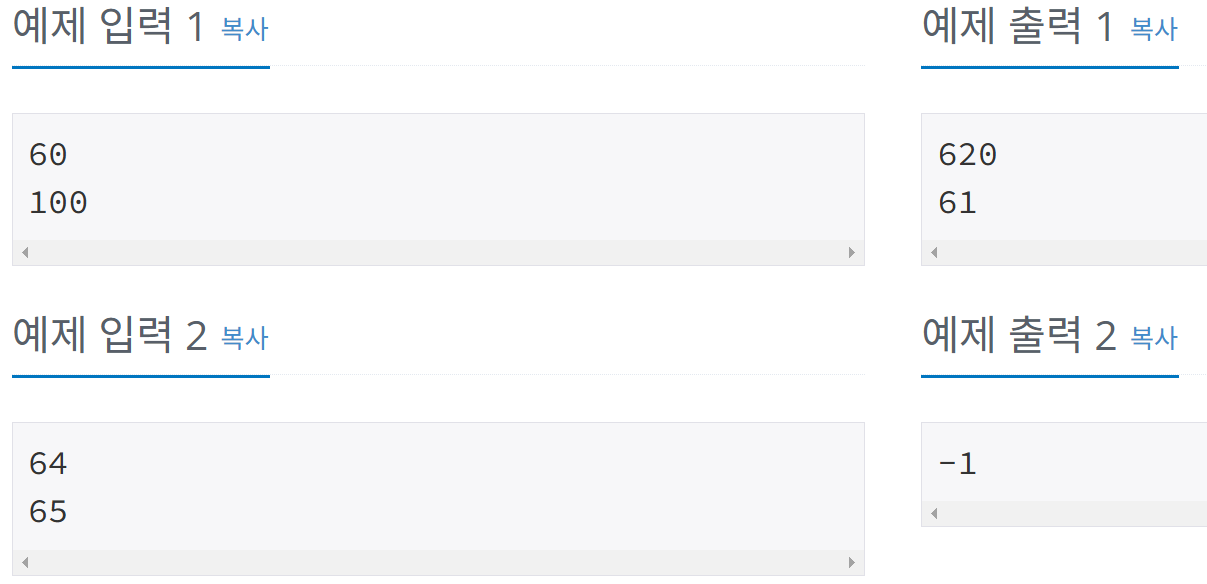 예제 입력 1 복사
60
100
예제 출력 1 복사
620
61
예제 입력 2 복사
64
65
예제 출력 2 복사
-1